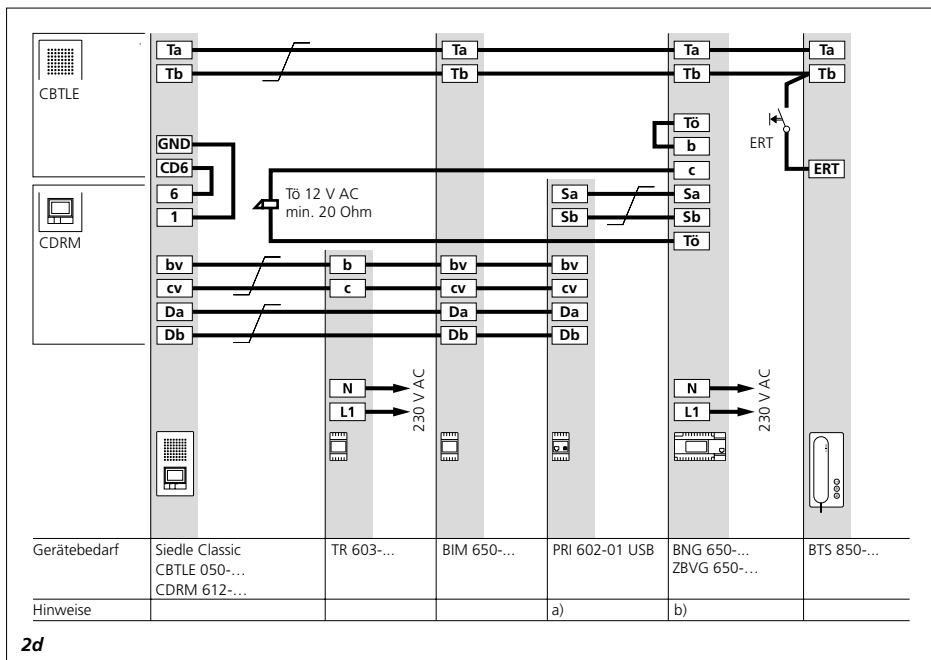 Ta Ta Ta Ta
Tb Tb Tb Tb
CBTLE
Tö
GND b ERT
CD6 c ERT
6 Tö 12 V AC Sa Sa
1 min. 20 Ohm Sb Sb
CDRM Tö
bv b bv bv
cv c cv cv
Da Da Da
Db Db Db
N 230 V AC N 230 V AC
L1 L1
Gerätebedarf Siedle Classic TR 603-... BIM 650-... PRI 602-01 USB BNG 650-... BTS 850-...
CBTLE 050-... ZBVG 650-...
CDRM 612-...
Hinweise a) b)
2d